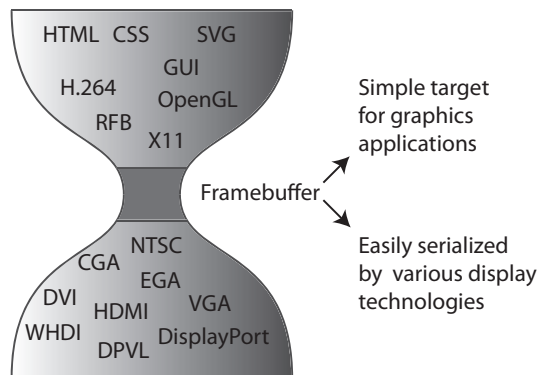 HTML CSS SVG
GUI
H.264
OpenGL
RFB
X11
Simple target
for graphics
applications
Framebuffer
NTSC
CGA
EGA
DVI
VGA
HDMI
WHDI
DisplayPort
DPVL
Easily serialized
by various display
technologies